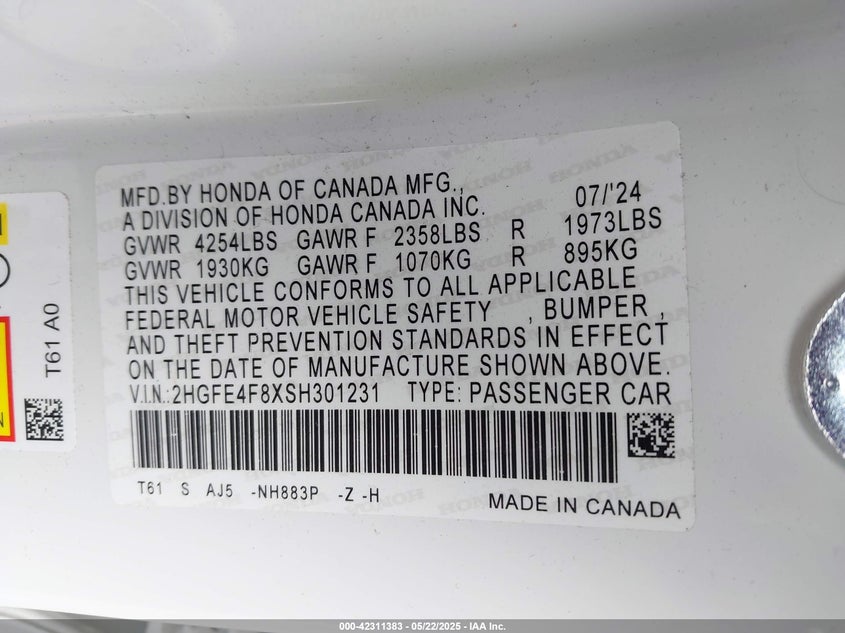 MFD.BY HONDA OF CANADA MFG., 07/'24
A DIVISION OF HONDA CANADA INC.
GVWR 4254LBS GAWR F 2358LBS R 1973LBS
GVWR 1930KG GAWR F 1070KG R 895KG
THIS VEHICLE CONFORMS TO ALL APPLICABLE
FEDERAL MOTOR VEHICLE SAFETY , BUMPER ,
AND THEFT PREVENTION STANDARDS IN EFFECT
ON THE DATE OF MANUFACTURE SHOWN ABOVE.
V.I.N.:2HGFE4F8XSH301231 TYPE: PASSENGER CAR
T61 S AJ5 -NH883P -Z -H
MADE IN CANADA
T61 A0
000-42311383 - 05/22/2025 - IAA Inc.